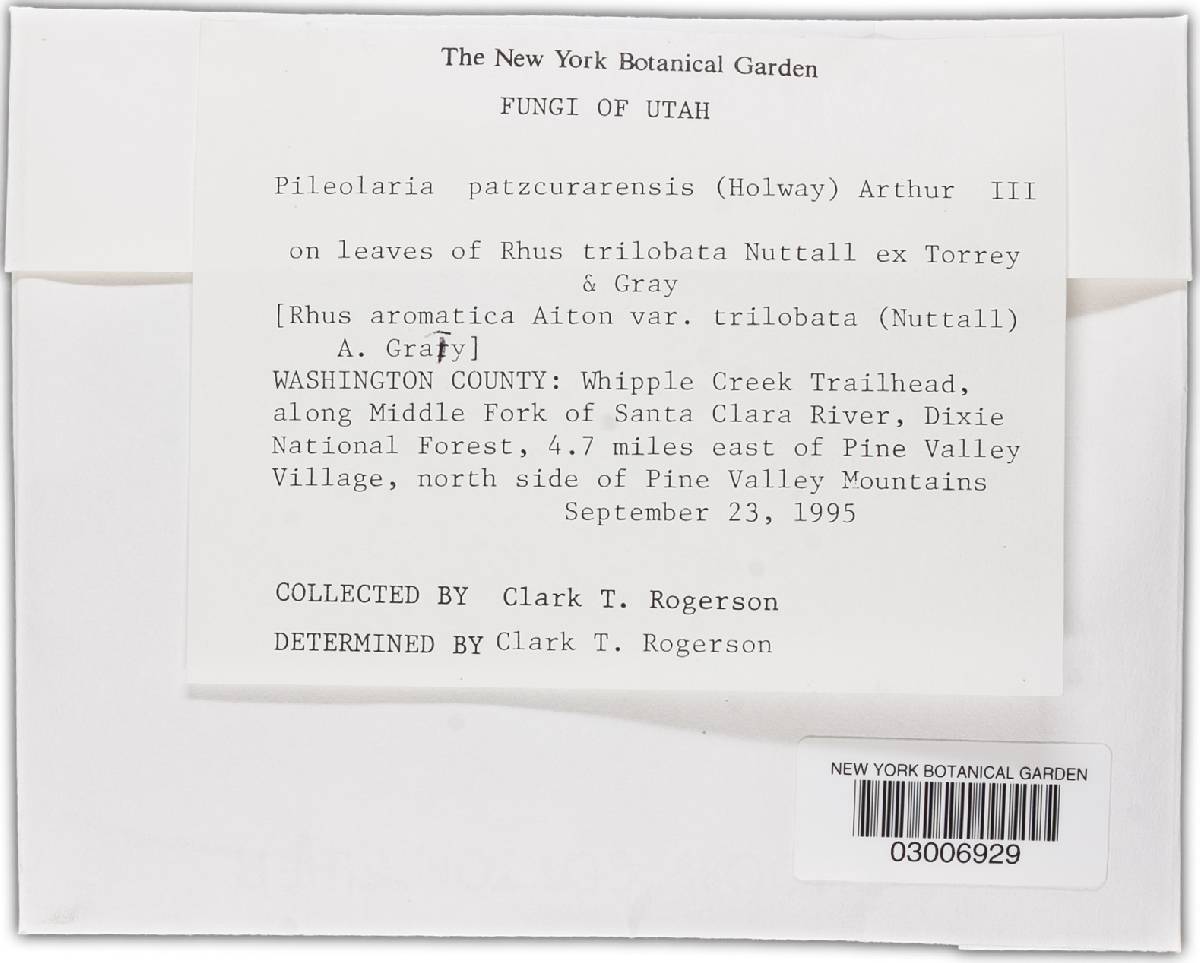 The New York Botanical Garden
FUNGI OF UTAH
Pileolaria patzcurarensis (Holway) Arthur III
on leaves of Rhus trilobata Nuttall ex Torrey
& Gray
[Rhus aromatica Aiton var. trilobata (Nuttall)
A. Gray]
WASHINGTON COUNTY: Whipple Creek Trailhead,
along Middle Fork of Santa Clara River, Dixie
National Forest, 4.7 miles east of Pine Valley
Village, north side of Pine Valley Mountains
September 23, 1995
COLLECTED BY Clark T. Rogerson
DETERMINED BY Clark T. Rogerson
NEW YORK BOTANICAL GARDEN
03006929